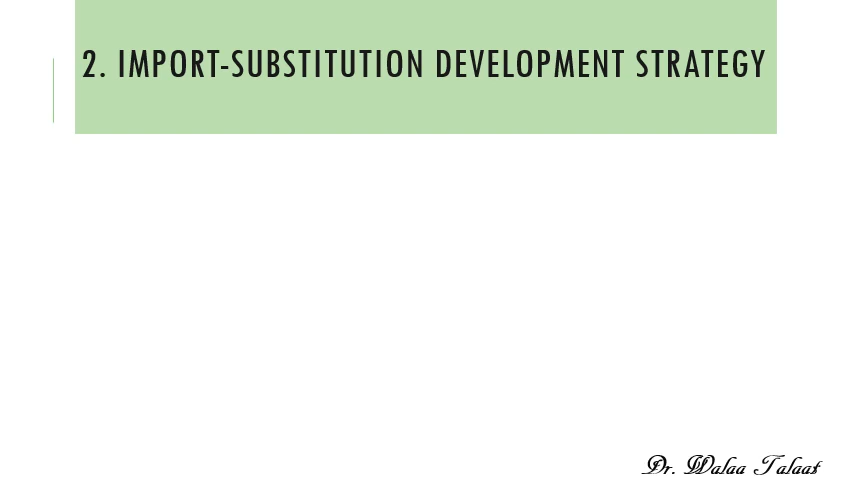 2. IMPORT-SUBSTITUTION DEVELOPMENT STRATEGY
Dr. Walaa Talaat